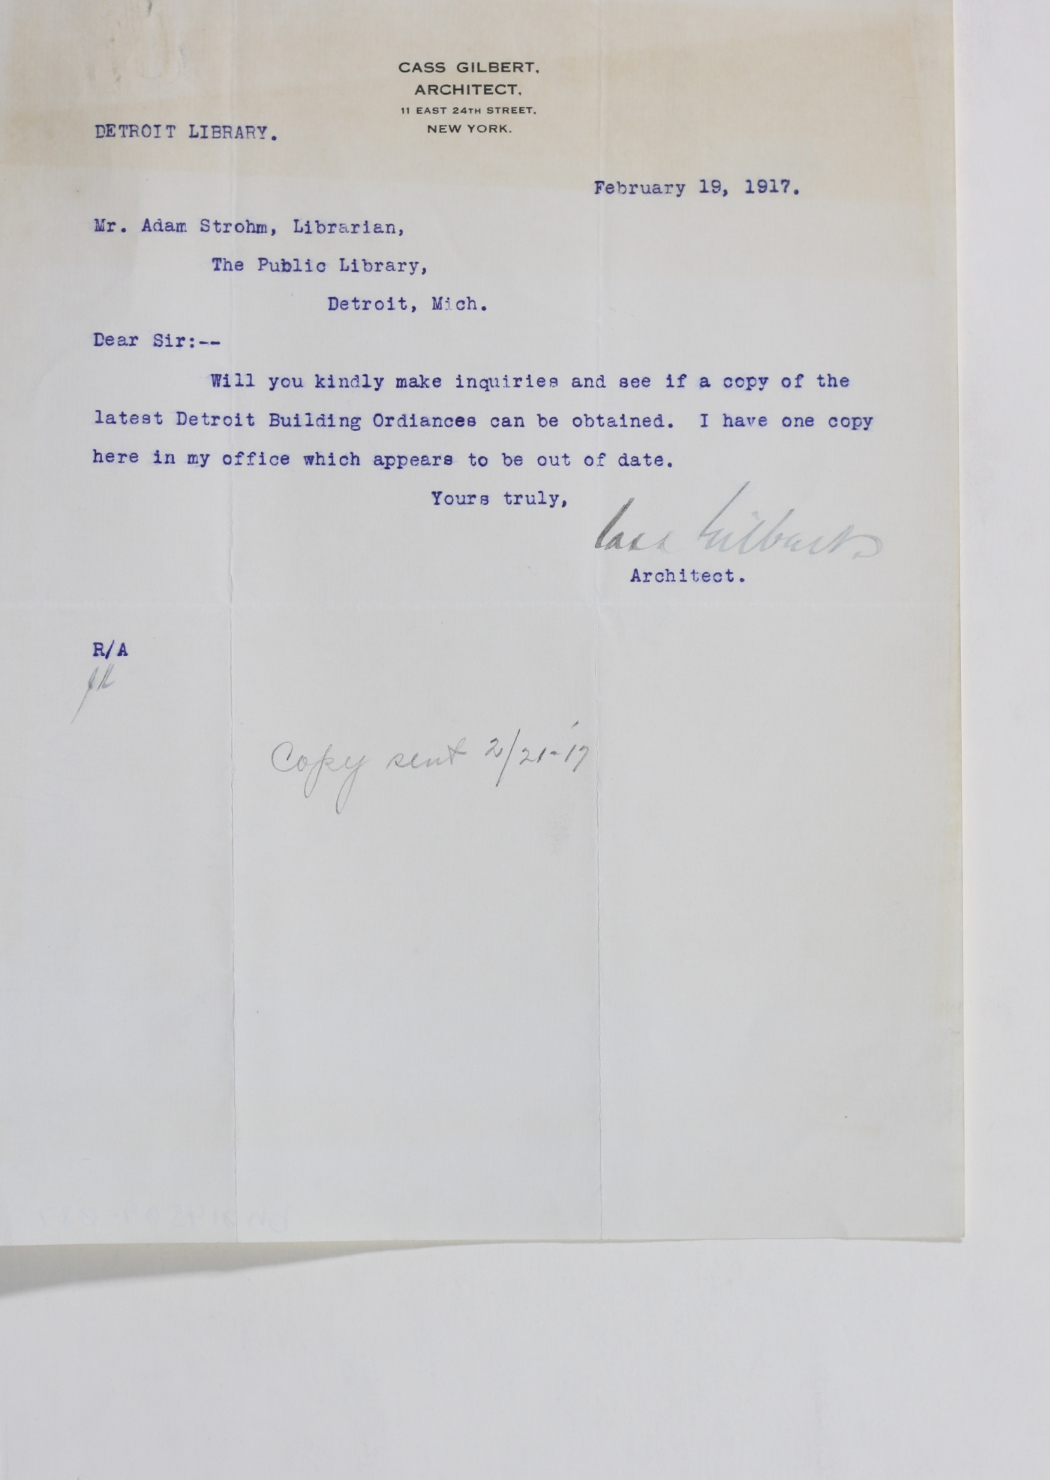 CASS GILBERT,
ARCHITECT,
11 EAST 24TH STREET,
NEW YORK.
DETROIT LIBRARY.
February 19, 1917.
Mr. Adam Strohm, Librarian,
The Public Library,
Detroit, Mich.
Dear Sir:--
Will you kindly make inquiries and see if a copy of the
latest Detroit Building Ordiances can be obtained. I have one copy
here in my office which appears to be out of date.
Yours truly,
Cass Gilbert
Architect.
R/A
Copy sent 2/21-'17